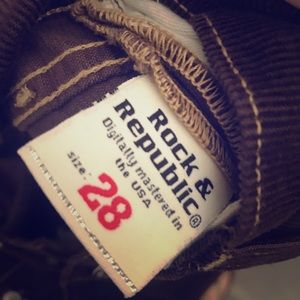 Rock &
Republic®
Digitally mastered in
the USA
size: 28